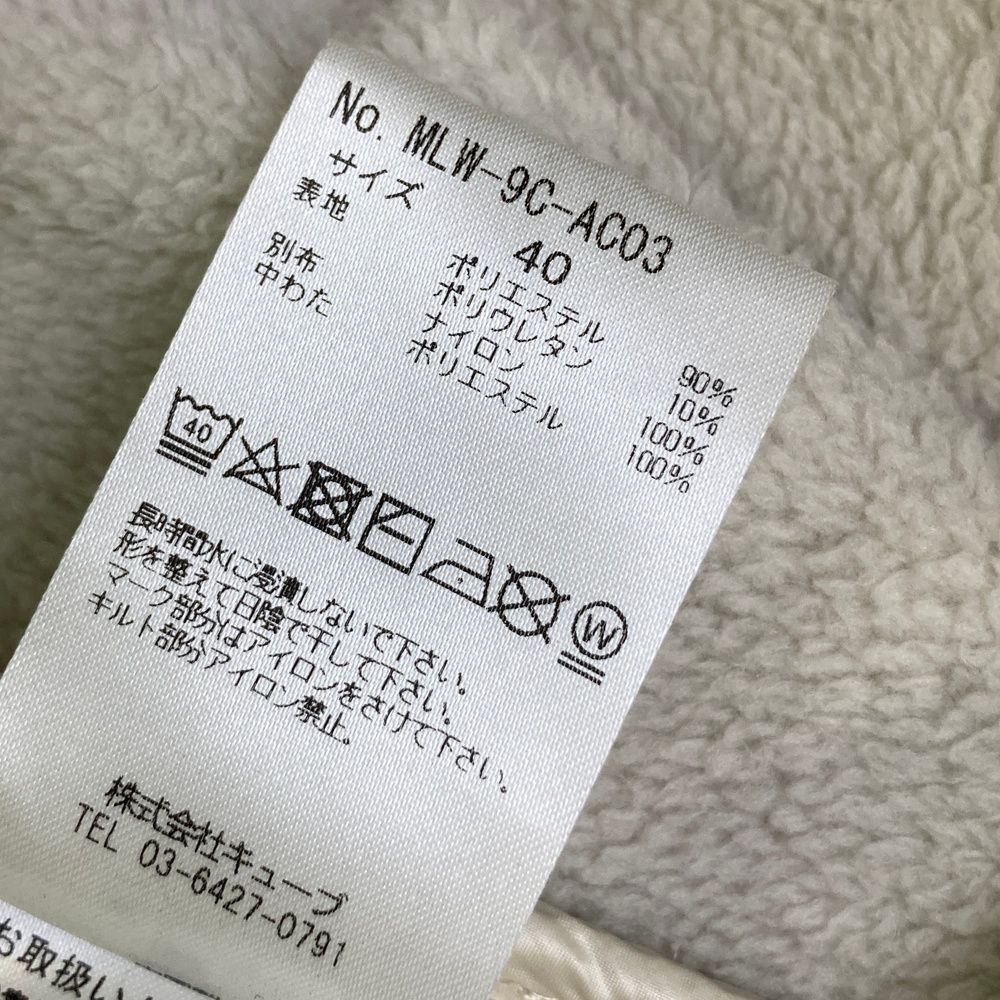 No. MLW-9C-AC03
サイズ 40
表地 ポリエステル 90%
ポリウレタン 10%
別布 ナイロン 100%
中わた ポリエステル 100%
40
W
長時間水に浸漬しないで下さい。
形を整えて日陰で干して下さい。
マーク部分はアイロンをさけて下さい。
キルト部分アイロン禁止。
株式会社キューブ
TEL 03-6427-0791
お取扱い